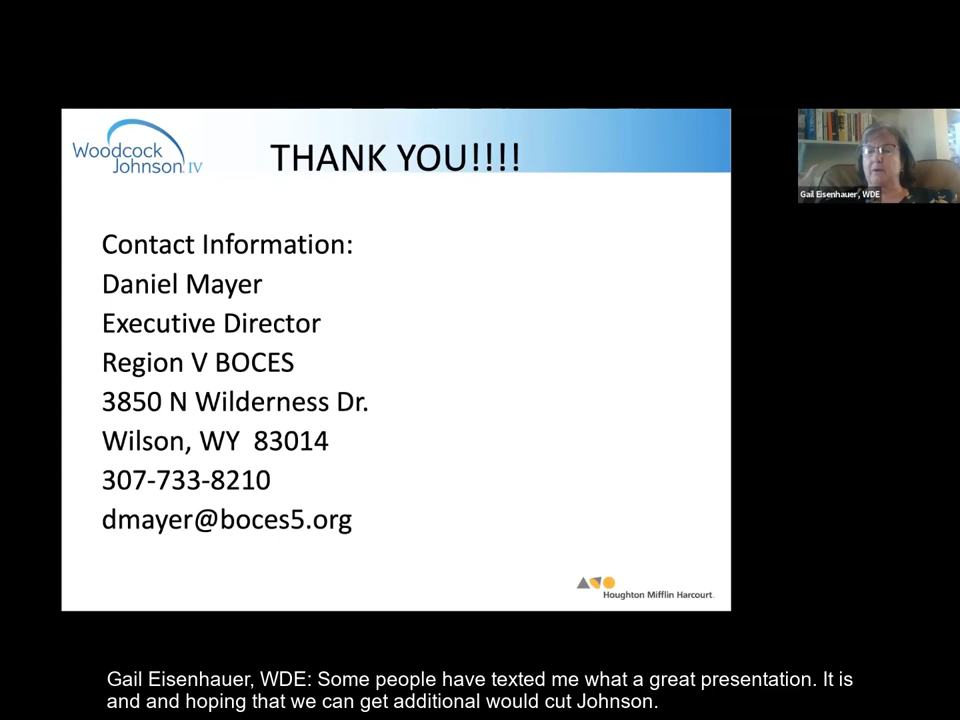 Woodcock
Johnson IV
THANK YOU!!!!
Contact Information:
Daniel Mayer
Executive Director
Region V BOCES
3850 N Wilderness Dr.
Wilson, WY  83014
307-733-8210
dmayer@boces5.org
Houghton Mifflin Harcourt
Gail Eisenhauer, WDE
Gail Eisenhauer, WDE: Some people have texted me what a great presentation. It is
and and hoping that we can get additional would cut Johnson.